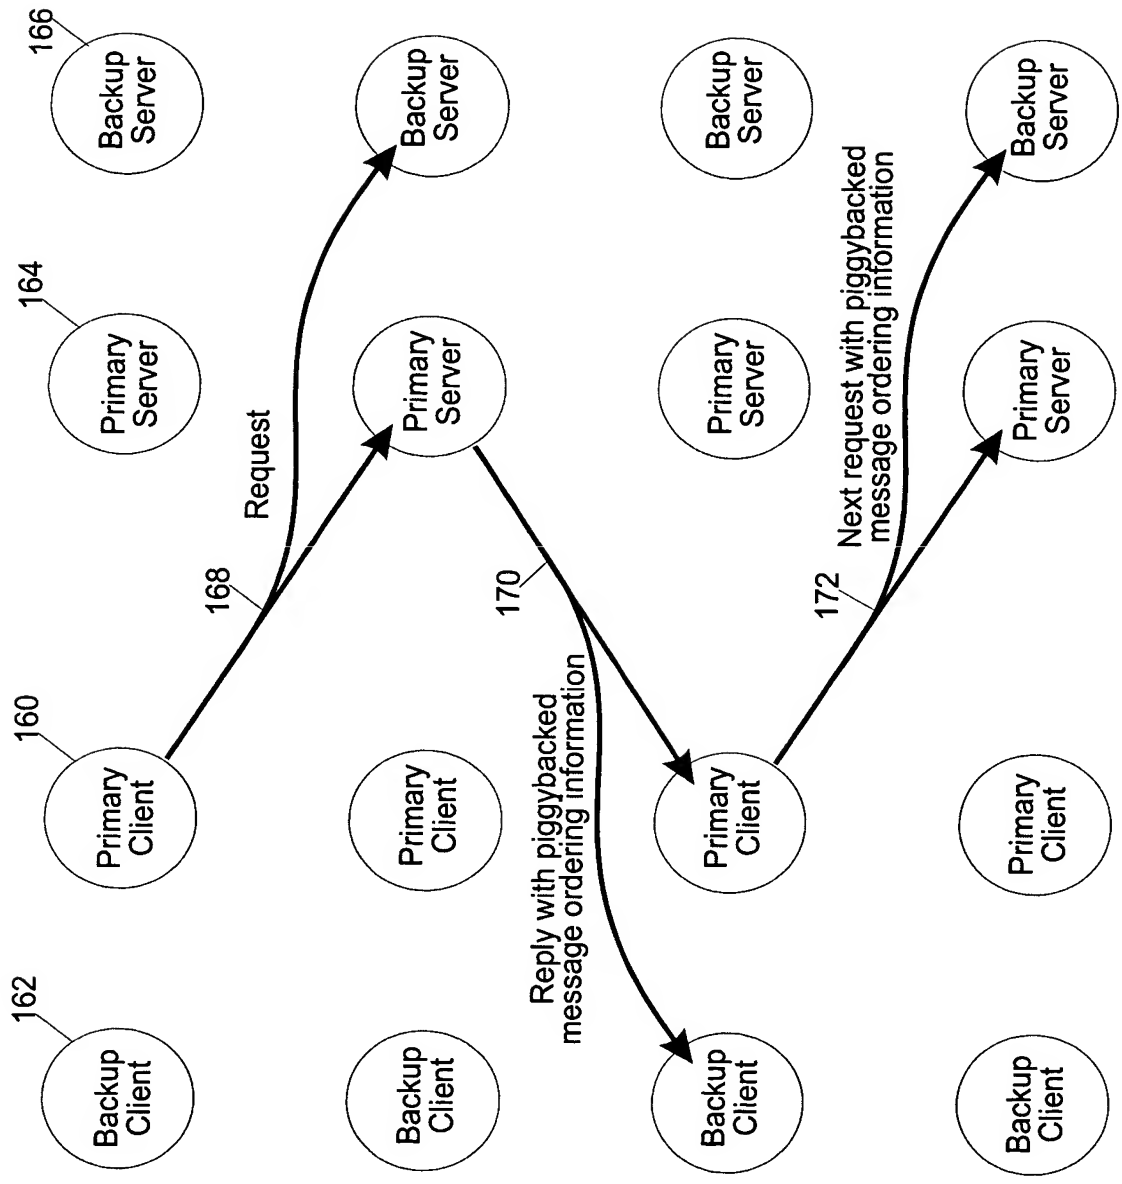 162
160
164
166
Backup
Client
Primary
Client
Primary
Server
Backup
Server
168
Request
Backup
Client
Primary
Client
Primary
Server
Backup
Server
170
Reply with piggybacked
message ordering information
Backup
Client
Primary
Client
Primary
Server
Backup
Server
172
Next request with piggybacked
message ordering information
Backup
Client
Primary
Client
Primary
Server
Backup
Server